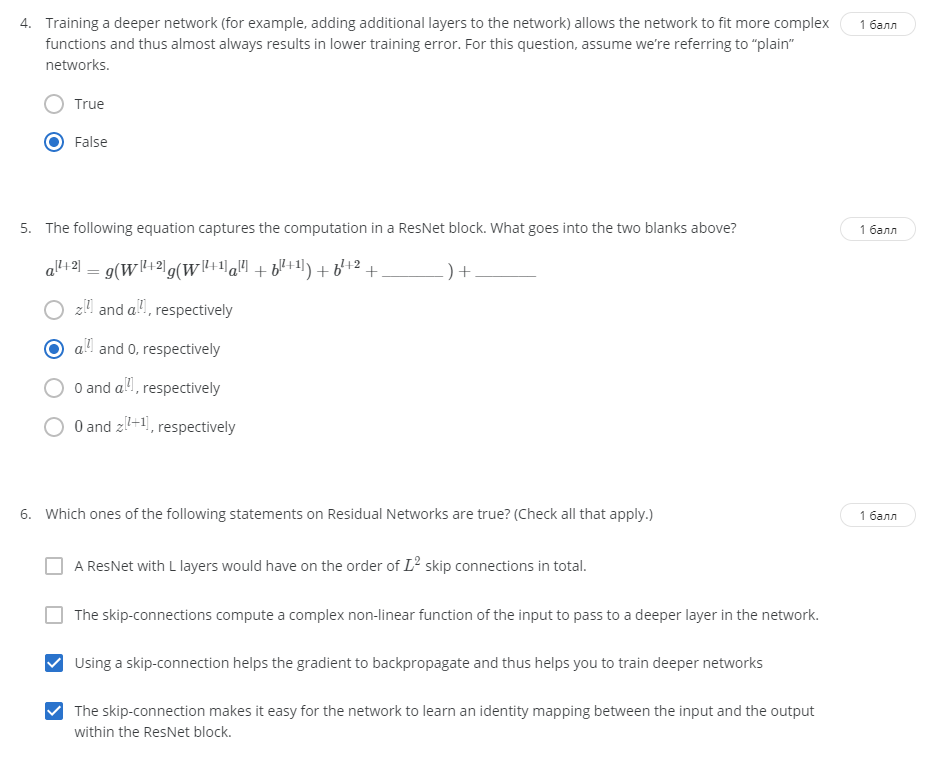 4. Training a deeper network (for example, adding additional layers to the network) allows the network to fit more complex
1 балл
functions and thus almost always results in lower training error. For this question, assume we're referring to “plain”
networks.
True
False
5. The following equation captures the computation in a ResNet block. What goes into the two blanks above?
1 балл
a^{[l+2]} = g(W^{[l+2]}g(W^{[l+1]}a^{[l]} + b^{[l+1]}) + b^{l+2} + _______ ) + _______
z^{[l]} and a^{[l]}, respectively
a^{[l]} and 0, respectively
0 and a^{[l]}, respectively
0 and z^{[l+1]}, respectively
6. Which ones of the following statements on Residual Networks are true? (Check all that apply.)
1 балл
A ResNet with L layers would have on the order of L^2 skip connections in total.
The skip-connections compute a complex non-linear function of the input to pass to a deeper layer in the network.
Using a skip-connection helps the gradient to backpropagate and thus helps you to train deeper networks
The skip-connection makes it easy for the network to learn an identity mapping between the input and the output
within the ResNet block.